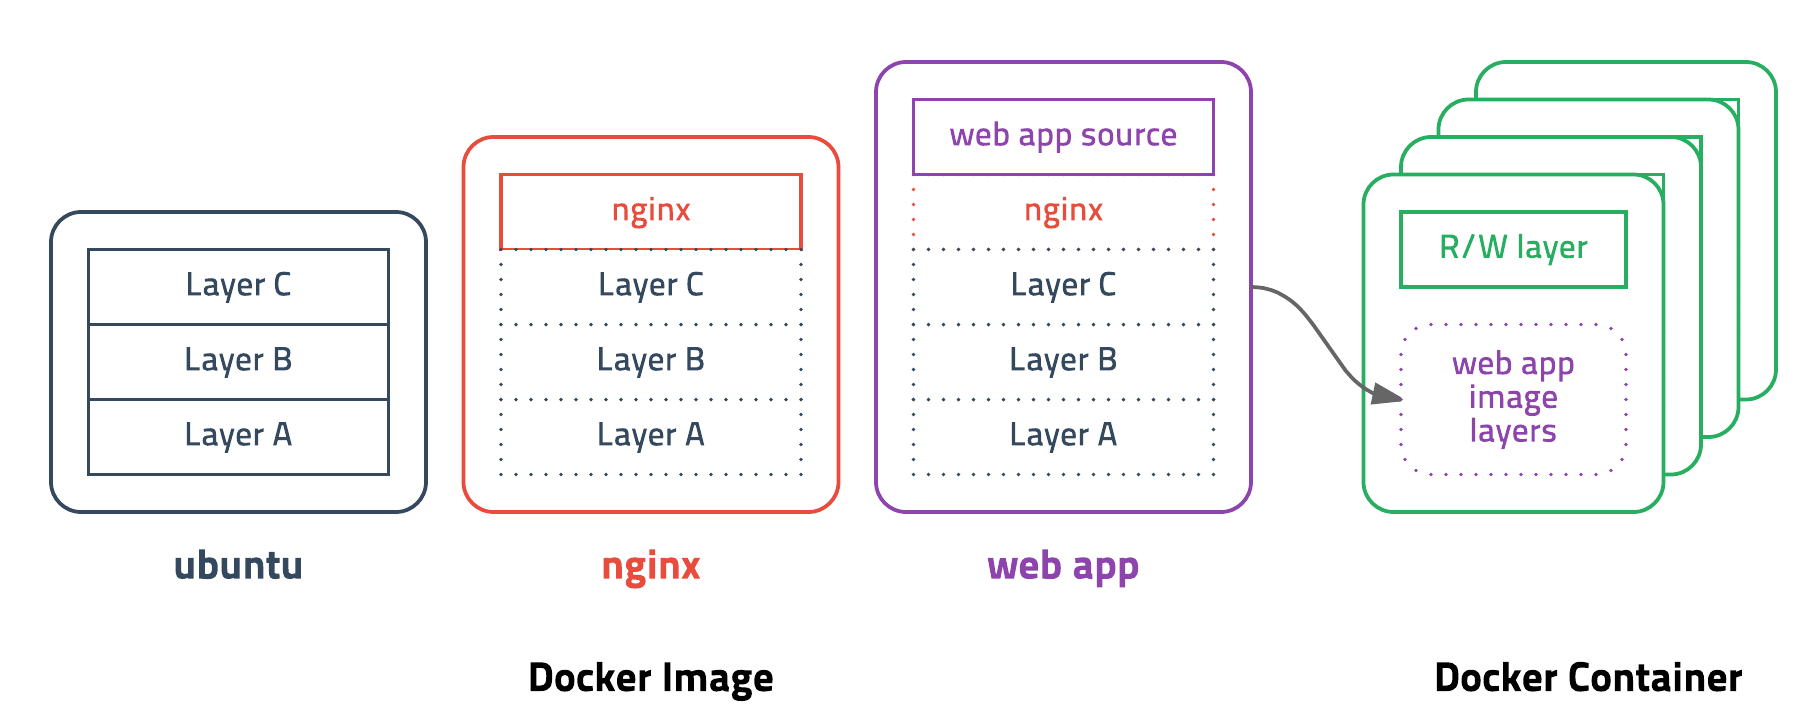 Layer C
Layer B
Layer A
ubuntu
nginx
Layer C
Layer B
Layer A
nginx
web app source
nginx
Layer C
Layer B
Layer A
web app
R/W layer
web app
image
layers
Docker Image
Docker Container